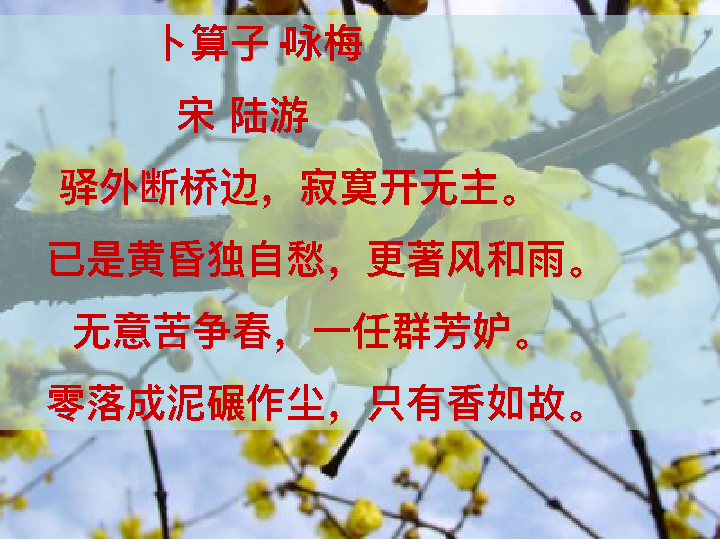 卜算子·咏梅
宋 陆游
驿外断桥边，寂寞开无主。
已是黄昏独自愁，更著风和雨。
无意苦争春，一任群芳妒。
零落成泥碾作尘，只有香如故。